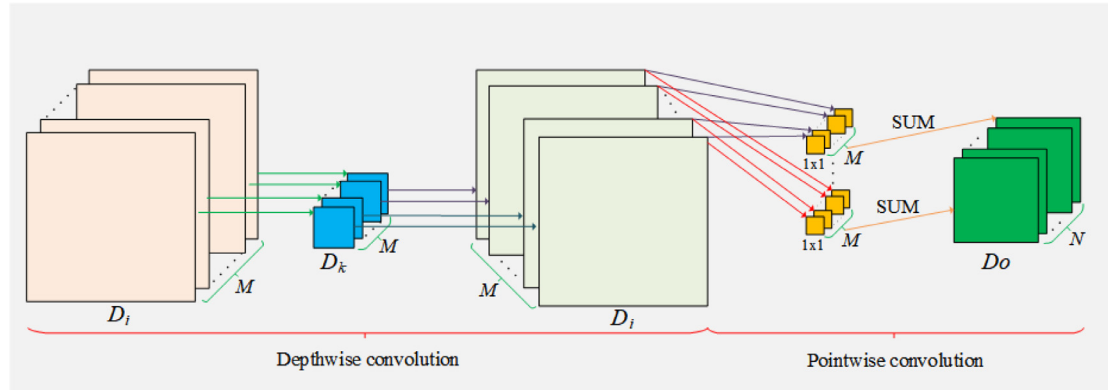 SUM
1x1
M
M
D_k
M
D_i
M
D_i
SUM
1x1
M
Do
N
Depthwise convolution
Pointwise convolution